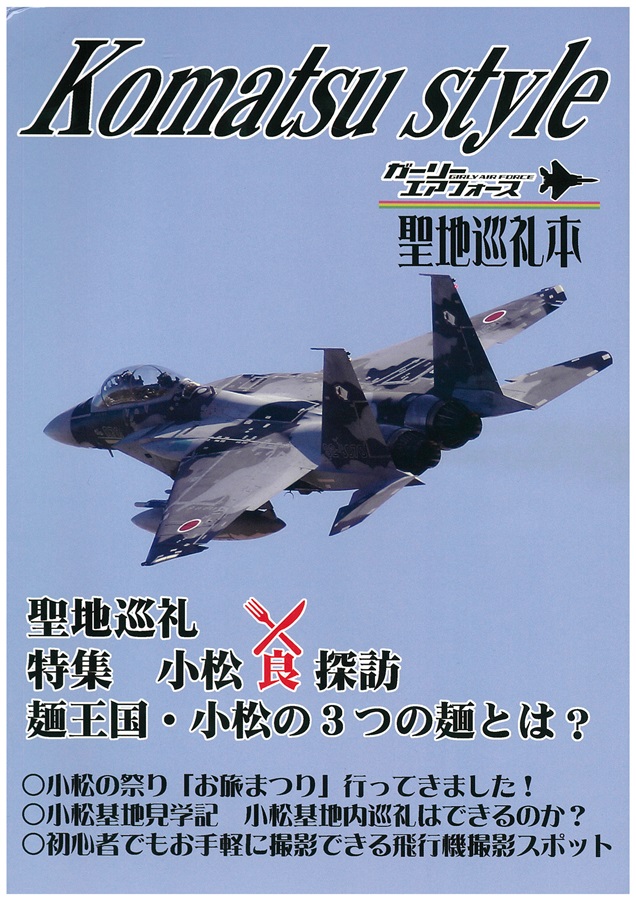 Komatsu style
ガーリー GIRLY AIR FORCE
エアフォース
聖地巡礼本
聖地巡礼
特集　小松食探訪
麺王国・小松の3つの麺とは?
○小松の祭り「お旅まつり」行ってきました!
○小松基地見学記　小松基地内巡礼はできるのか?
○初心者でもお手軽に撮影できる飛行機撮影スポット